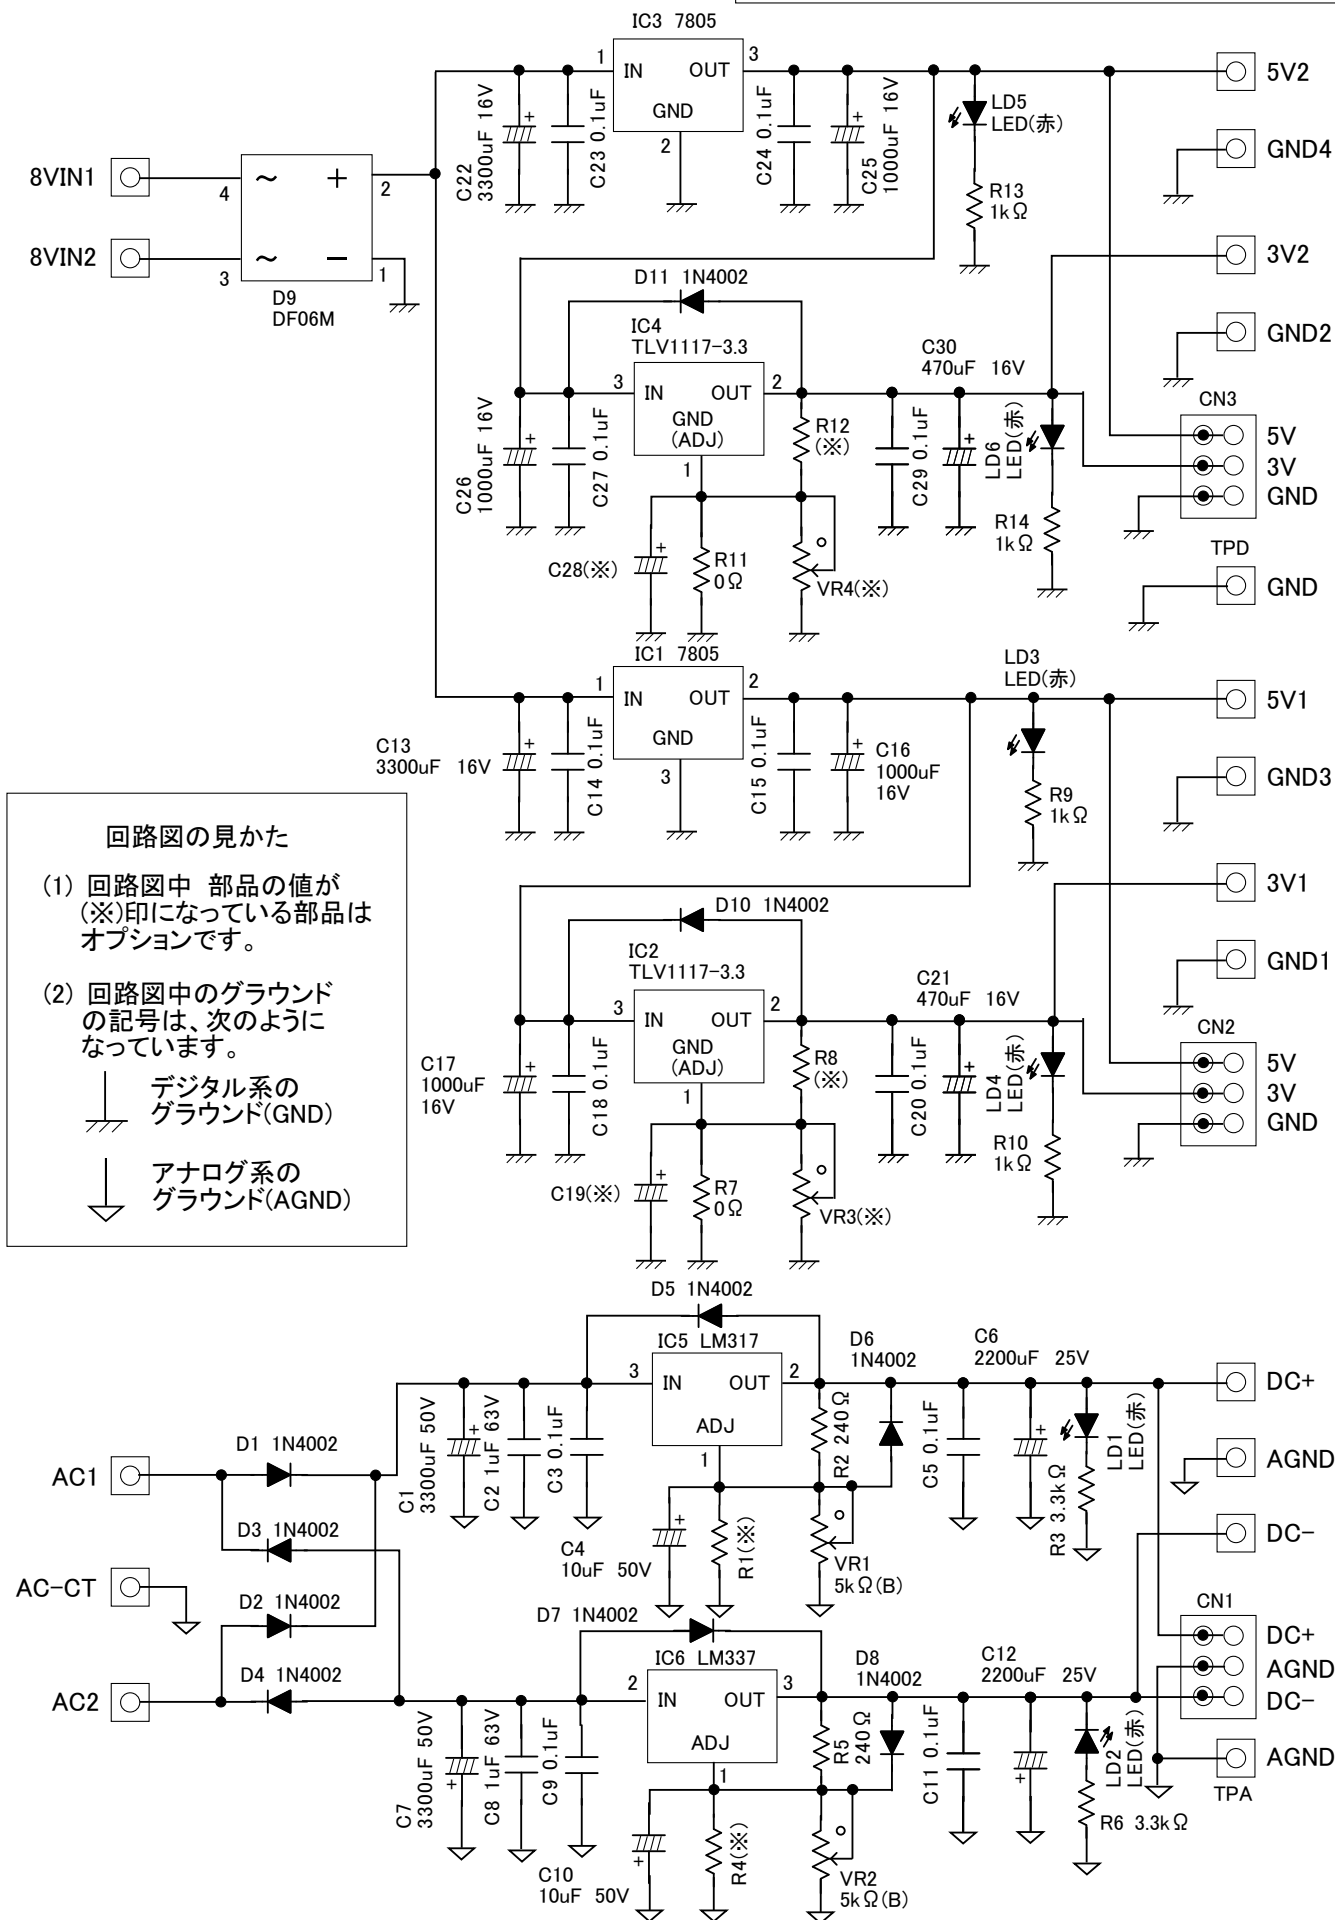 IC3 7805
1
IN
OUT
3
GND
2
C22
3300uF 16V
C23 0.1uF
C24 0.1uF
C25
1000uF 16V
LD5
LED(赤)
R13
1kΩ
5V2
GND4
8VIN1
8VIN2
4
3
~
+
~
−
2
1
D9
DF06M
3V2
GND2
D11 1N4002
IC4
TLV1117-3.3
3
IN
OUT
2
GND
(ADJ)
1
C26
1000uF 16V
C27 0.1uF
R12
(※)
C29 0.1uF
C30
470uF 16V
LD6
LED(赤)
R14
1kΩ
CN3
5V
3V
GND
C28(※)
R11
0Ω
VR4(※)
TPD
GND
IC1 7805
1
IN
OUT
2
GND
3
C13
3300uF 16V
C14 0.1uF
C15 0.1uF
C16
1000uF
16V
LD3
LED(赤)
R9
1kΩ
5V1
GND3
回路図の見かた
(1) 回路図中 部品の値が
(※)印になっている部品は
オプションです。
(2) 回路図中のグラウンド
の記号は、次のように
なっています。
デジタル系の
グラウンド(GND)
アナログ系の
グラウンド(AGND)
3V1
GND1
D10 1N4002
IC2
TLV1117-3.3
3
IN
OUT
2
GND
(ADJ)
1
C17
1000uF
16V
C18 0.1uF
R8
(※)
C20 0.1uF
C21
470uF 16V
LD4
LED(赤)
R10
1kΩ
CN2
5V
3V
GND
C19(※)
R7
0Ω
VR3(※)
D5 1N4002
IC5 LM317
3
IN
OUT
2
ADJ
1
D6
1N4002
C6
2200uF 25V
DC+
C1
3300uF 50V
C2 1uF 63V
C3 0.1uF
R2 240Ω
C5 0.1uF
LD1
LED(赤)
R3 3.3kΩ
AGND
DC-
AC1
D1 1N4002
D3 1N4002
AC-CT
D2 1N4002
D4 1N4002
AC2
C4
10uF 50V
R1(※)
VR1
5kΩ(B)
CN1
DC+
AGND
DC-
D7 1N4002
IC6 LM337
2
IN
OUT
3
ADJ
1
D8
1N4002
C12
2200uF 25V
C7
3300uF 50V
C8 1uF 63V
C9 0.1uF
R5
240Ω
C11 0.1uF
LD2
LED(赤)
R6 3.3kΩ
AGND
TPA
C10
10uF 50V
R4(※)
VR2
5kΩ(B)